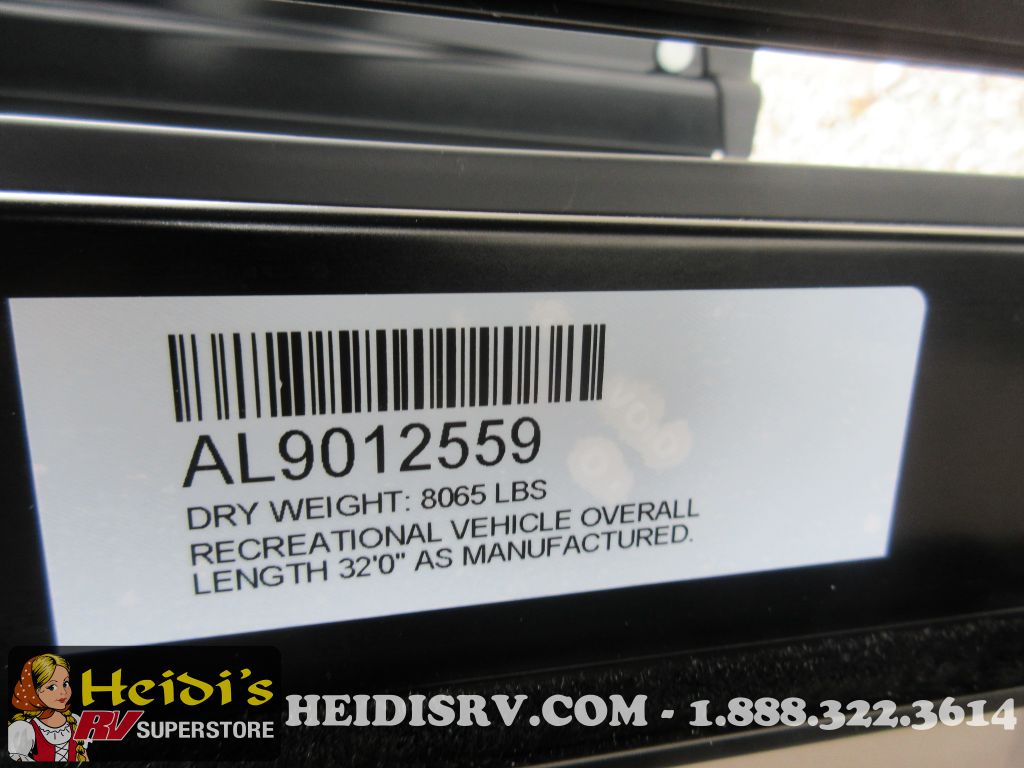 AL9012559
DRY WEIGHT: 8065 LBS
RECREATIONAL VEHICLE OVERALL
LENGTH 32'0" AS MANUFACTURED.
VOID
Heidi's
RV SUPERSTORE
HEIDISRV.COM - 1.888.322.3614